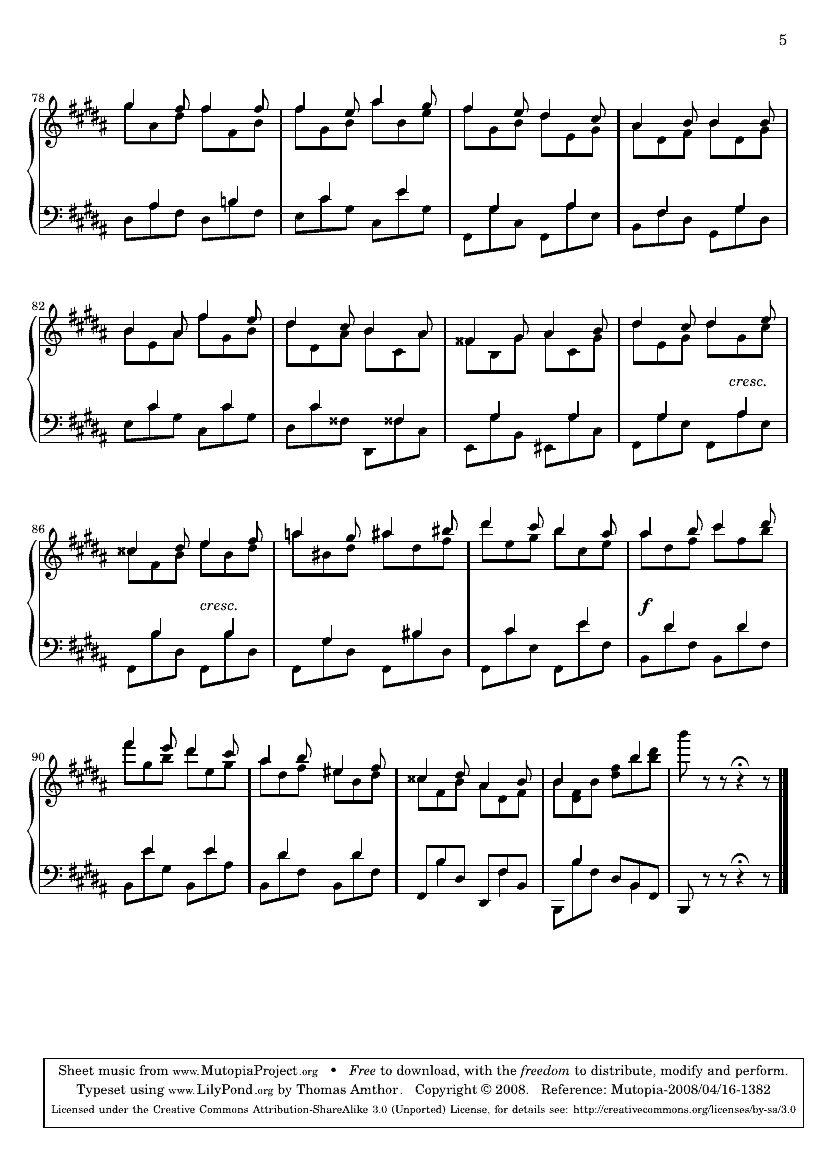 5
78
82
cresc.
86
cresc.
f
90
Sheet music from www.MutopiaProject.org • Free to download, with the freedom to distribute, modify and perform.
Typeset using www.LilyPond.org by Thomas Amthor. Copyright © 2008. Reference: Mutopia-2008/04/16-1382
Licensed under the Creative Commons Attribution-ShareAlike 3.0 (Unported) License, for details see: http://creativecommons.org/licenses/by-sa/3.0